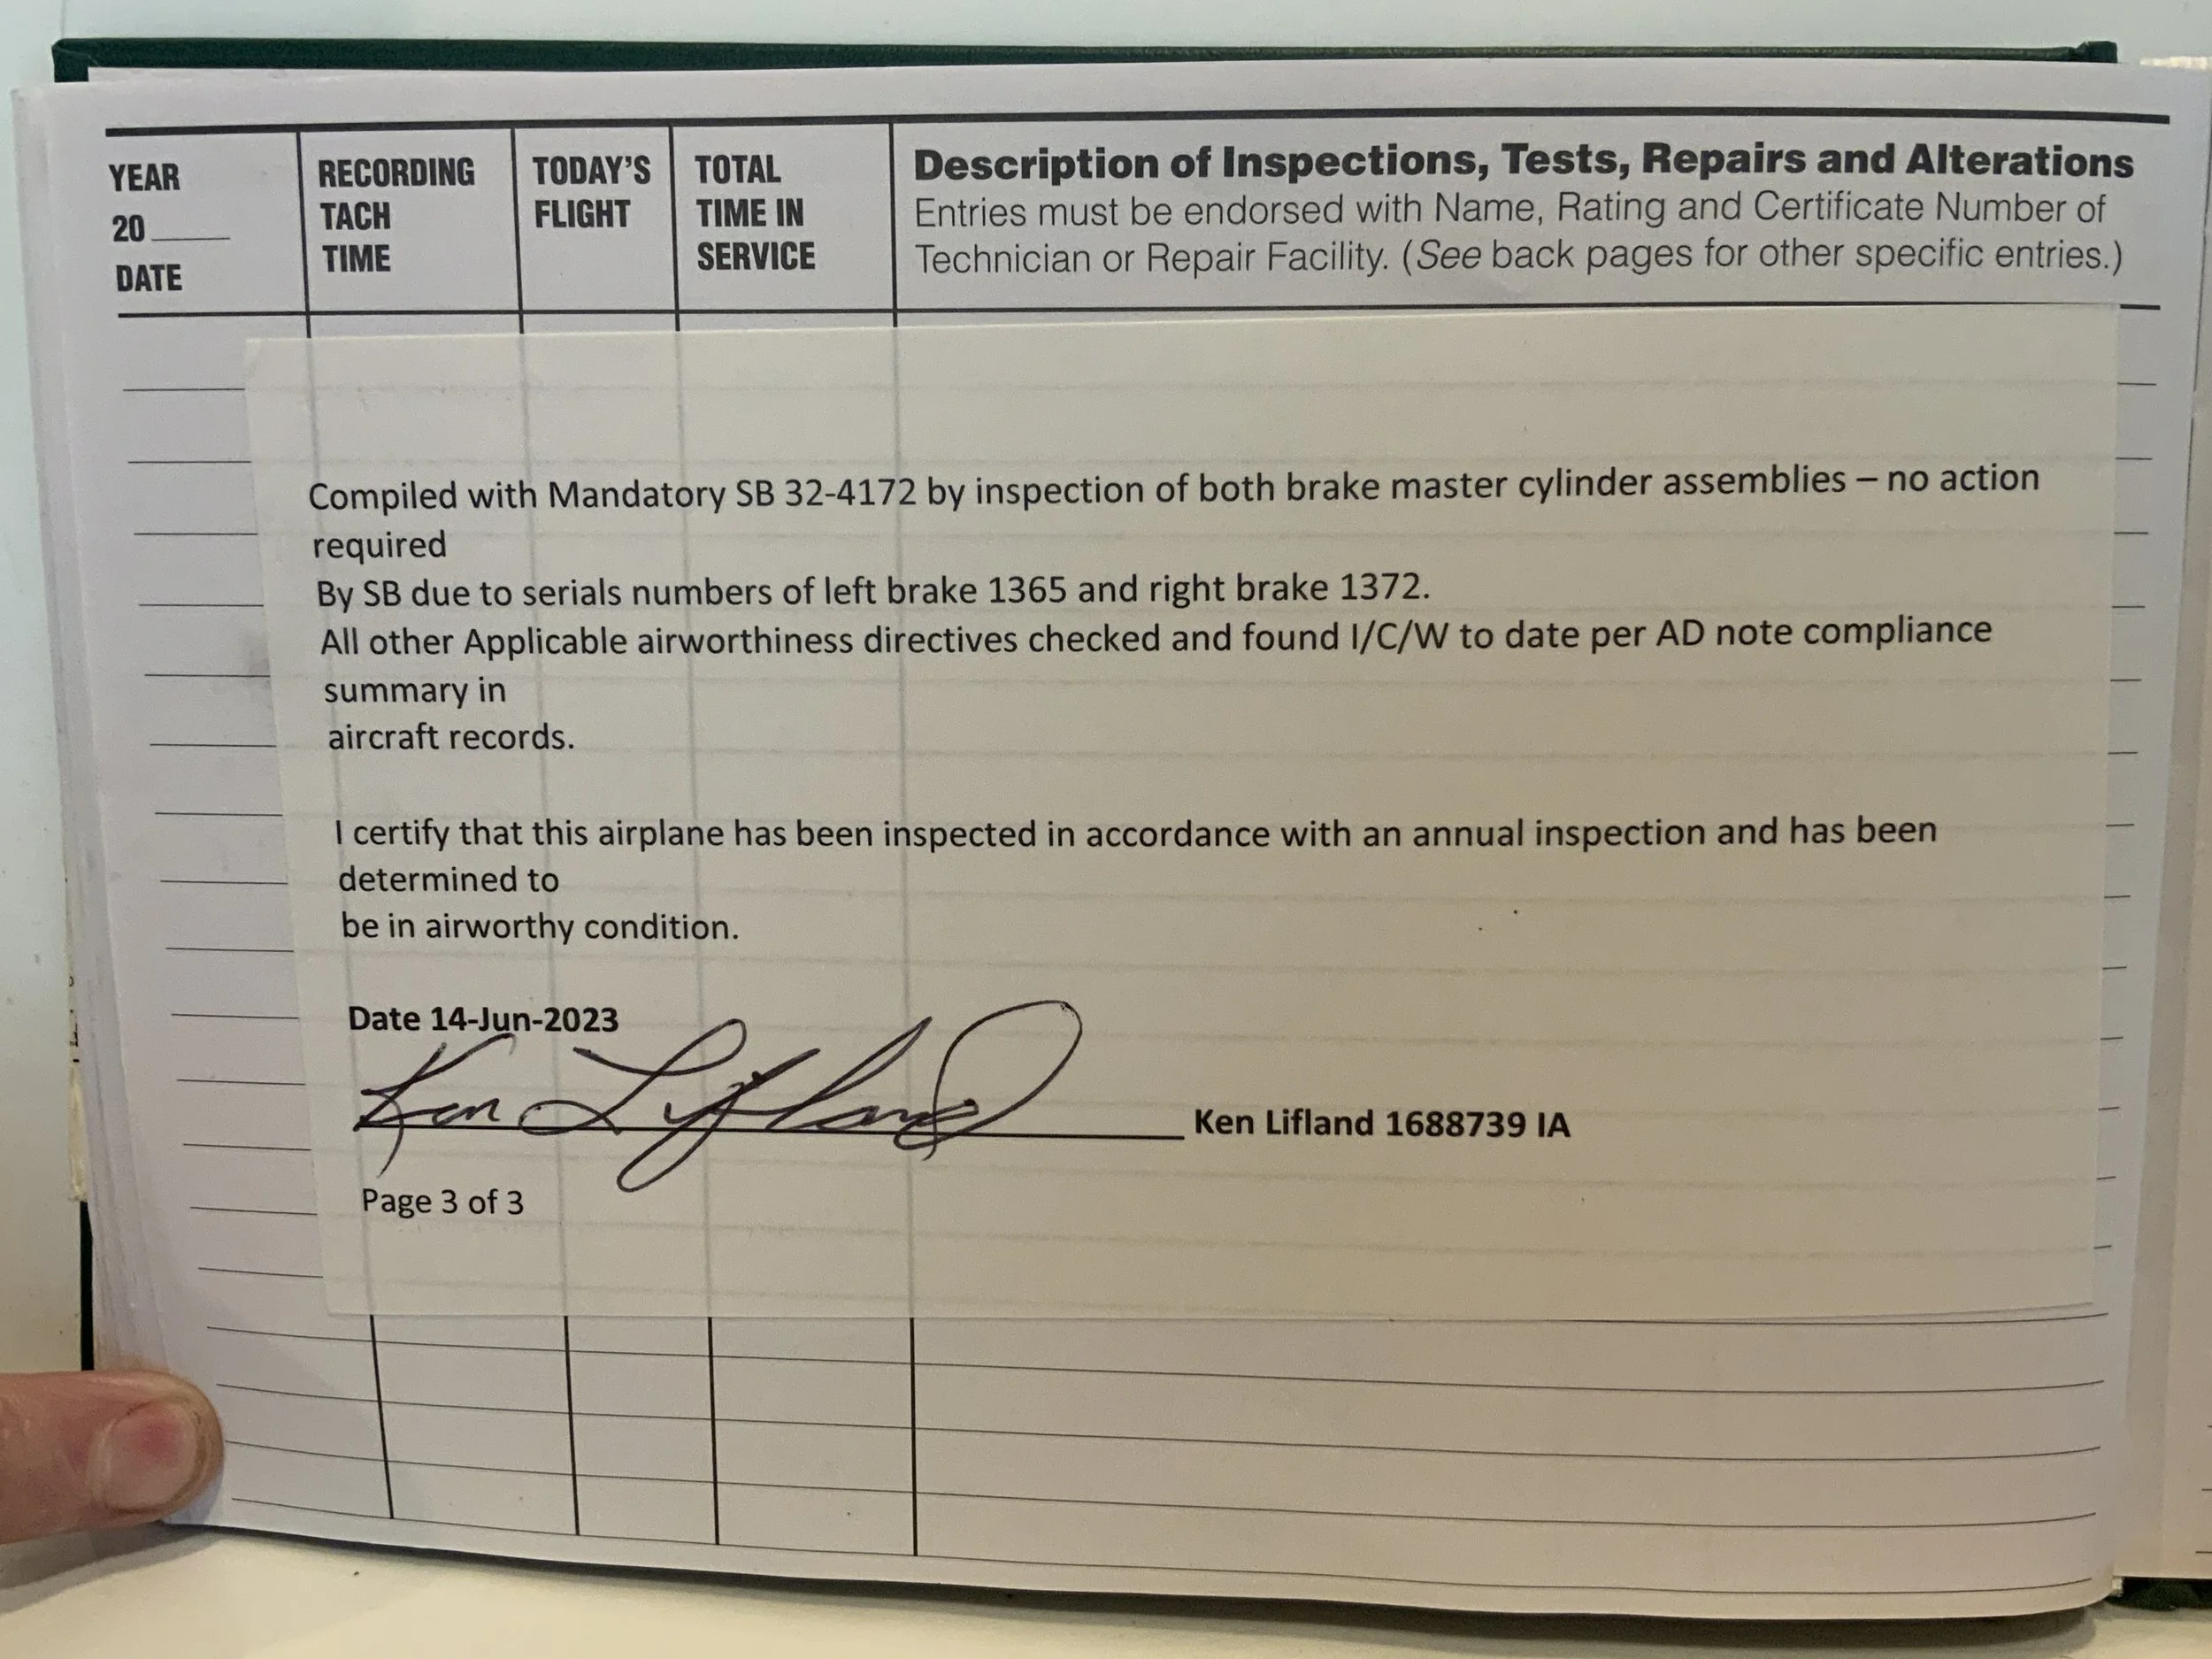 YEAR
20____
DATE
RECORDING
TACH
TIME
TODAY'S
FLIGHT
TOTAL
TIME IN
SERVICE
Description of Inspections, Tests, Repairs and Alterations
Entries must be endorsed with Name, Rating and Certificate Number of
Technician or Repair Facility. (See back pages for other specific entries.)
Compiled with Mandatory SB 32-4172 by inspection of both brake master cylinder assemblies – no action
required
By SB due to serials numbers of left brake 1365 and right brake 1372.
All other Applicable airworthiness directives checked and found I/C/W to date per AD note compliance
summary in
aircraft records.
I certify that this airplane has been inspected in accordance with an annual inspection and has been
determined to
be in airworthy condition.
Date 14-Jun-2023
Ken Lifland
Ken Lifland 1688739 IA
Page 3 of 3